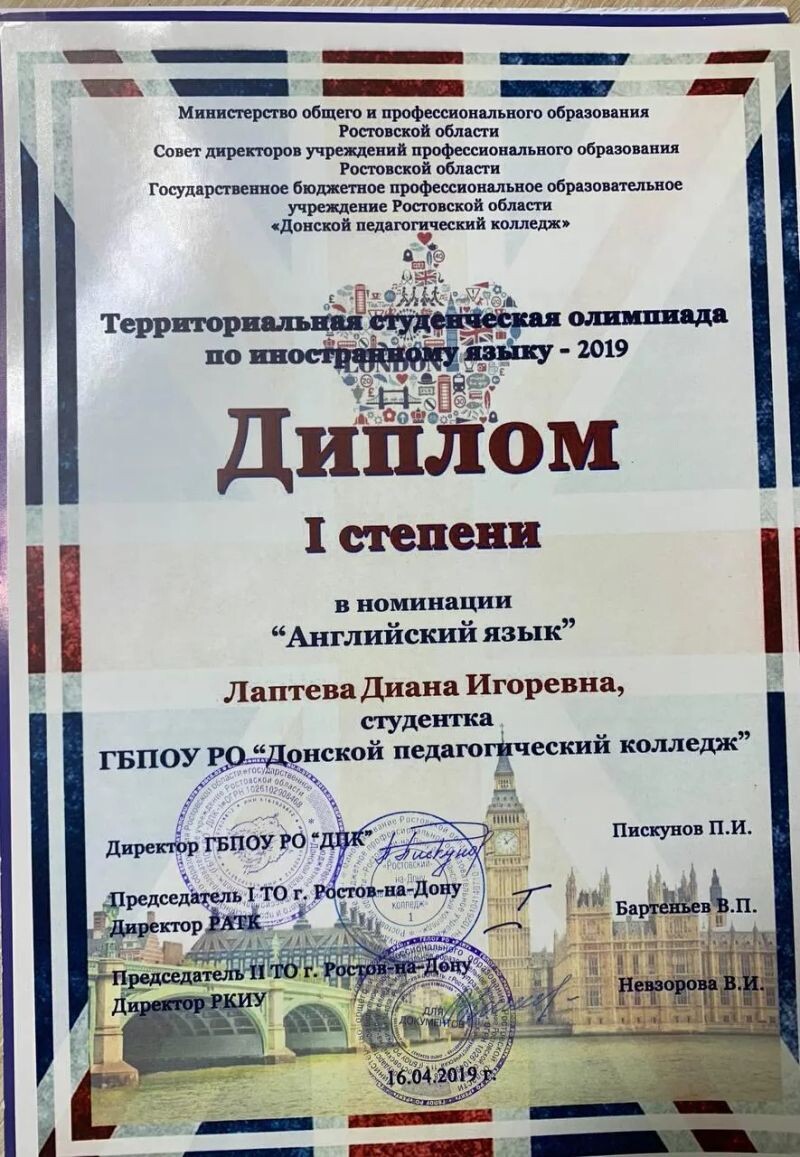 Министерство общего и профессионального образования
Ростовской области
Совет директоров учреждений профессионального образования
Ростовской области
Государственное бюджетное профессиональное образовательное
учреждение Ростовской области
«Донской педагогический колледж»
Территориальная студенческая олимпиада
по иностранному языку - 2019
LONDON
Диплом
I степени
в номинации
“Английский язык”
Лаптева Диана Игоревна,
студентка
ГБПОУ РО “Донской педагогический колледж”
Директор ГБПОУ РО “ДПК” Пискунов П.И.
Председатель I ТО г. Ростов-на-Дону
Директор РАТК Бартеньев В.П.
Председатель II ТО г. Ростов-на-Дону
Директор РКИУ Невзорова В.И.
ДЛЯ
ДОКУМЕНТОВ
16.04.2019 г.